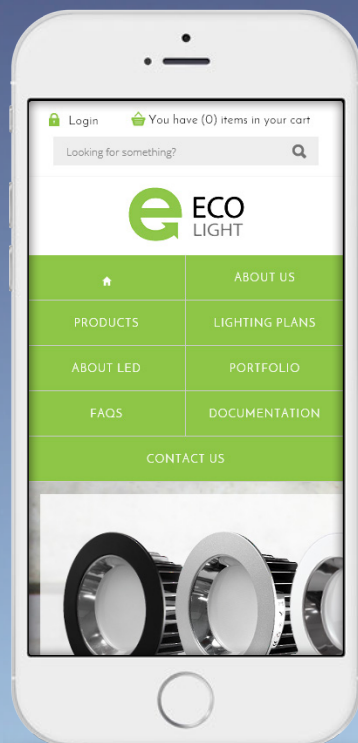 Login
You have (0) items in your cart
Looking for something?
ECO
LIGHT
ABOUT US
PRODUCTS
LIGHTING PLANS
ABOUT LED
PORTFOLIO
FAQS
DOCUMENTATION
CONTACT US